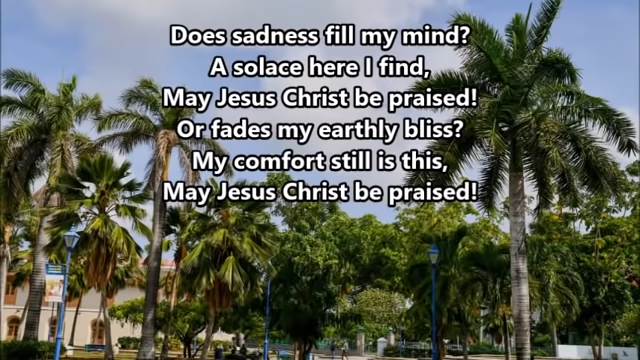 Does sadness fill my mind?
A solace here I find,
May Jesus Christ be praised!
Or fades my earthly bliss?
My comfort still is this,
May Jesus Christ be praised!